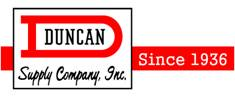 DUNCAN
Supply Company, Inc.
Since 1936